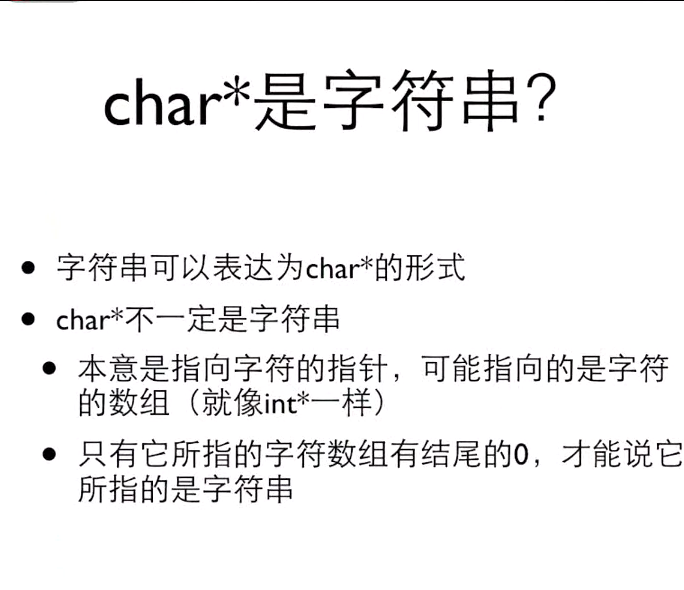 char*是字符串?
字符串可以表达为char*的形式
char*不一定是字符串
本意是指向字符的指针，可能指向的是字符
的数组（就像int*一样）
只有它所指的字符数组有结尾的0，才能说它
所指的是字符串